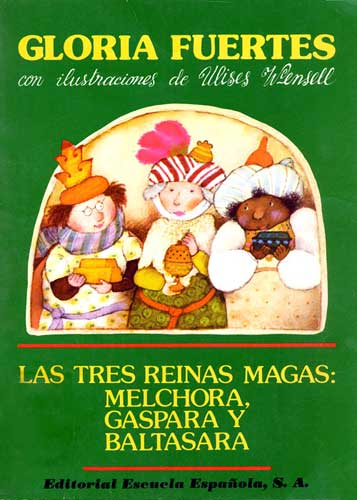 GLORIA FUERTES
con ilustraciones de Ulises Wensell
LAS TRES REINAS MAGAS:
MELCHORA,
GASPARA Y
BALTASARA
Editorial Escuela Española, S. A.